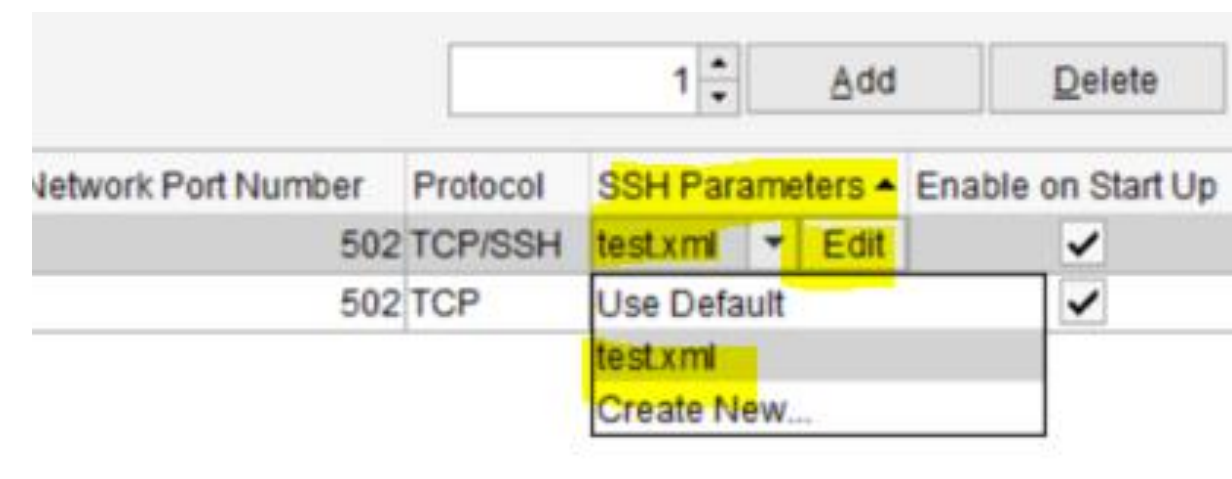 1 Add Delete
Network Port Number Protocol SSH Parameters Enable on Start Up
502 TCP/SSH test.xml Edit
502 TCP Use Default
test.xml
Create New...